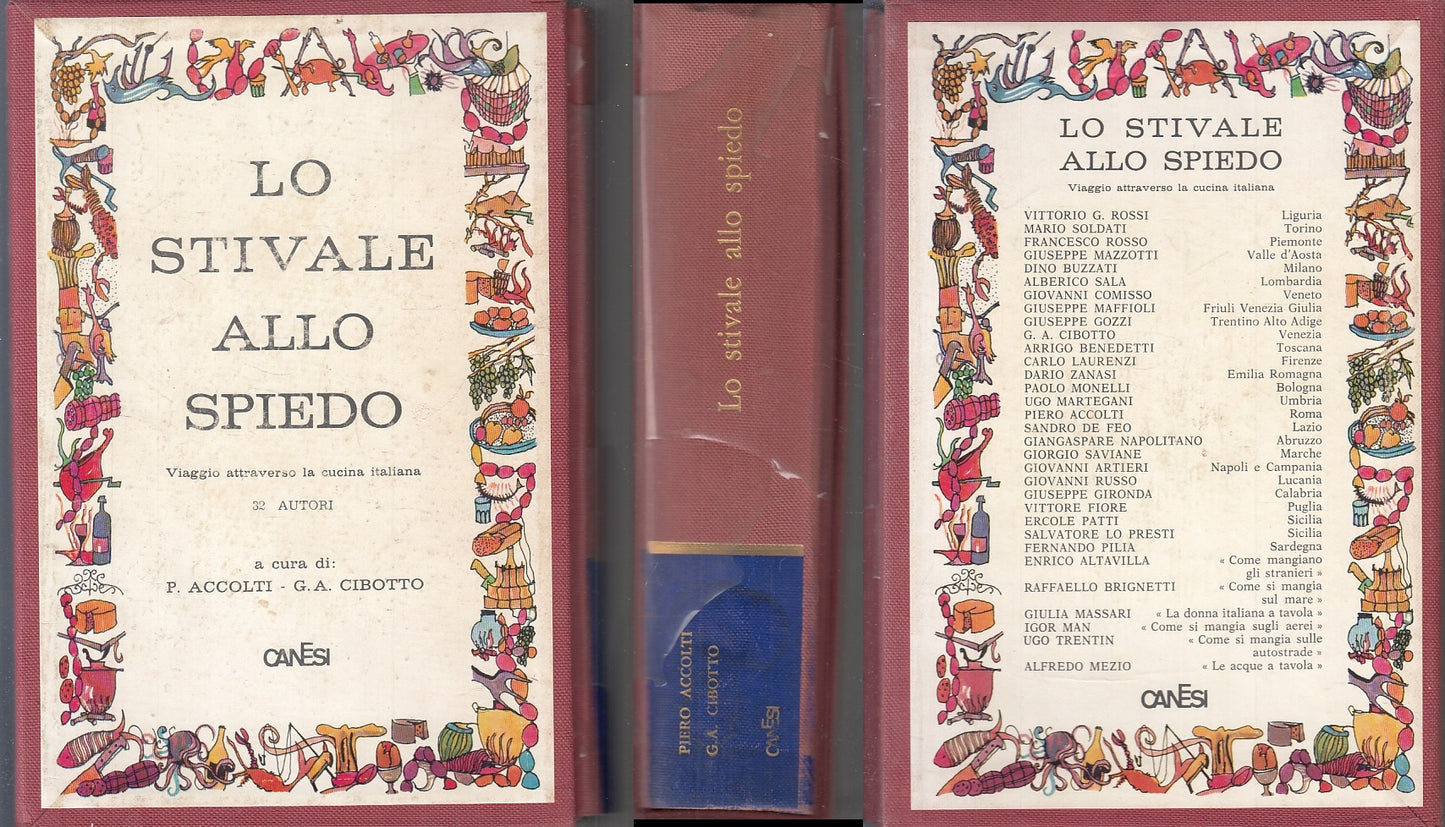 LO
STIVALE
ALLO
SPIEDO
Viaggio attraverso la cucina italiana
32 AUTORI
a cura di:
P. ACCOLTI - G. A. CIBOTTO
CANESI
Lo stivale allo spiedo
PIERO ACCOLTI
G.A. CIBOTTO
CANESI
LO STIVALE
ALLO SPIEDO
Viaggio attraverso la cucina italiana
VITTORIO G. ROSSI Liguria
MARIO SOLDATI Torino
FRANCESCO ROSSO Piemonte
GIUSEPPE MAZZOTTI Valle d'Aosta
DINO BUZZATI Milano
ALBERICO SALA Lombardia
GIOVANNI COMISSO Veneto
GIUSEPPE MAFFIOLI Friuli Venezia Giulia
GIUSEPPE GOZZI Trentino Alto Adige
G. A. CIBOTTO Venezia
ARRIGO BENEDETTI Toscana
CARLO LAURENZI Firenze
DARIO ZANASI Emilia Romagna
PAOLO MONELLI Bologna
UGO MARTEGANI Umbria
PIERO ACCOLTI Roma
SANDRO DE FEO Lazio
GIANGASPARE NAPOLITANO Abruzzo
GIORGIO SAVIANE Marche
GIOVANNI ARTIERI Napoli e Campania
GIOVANNI RUSSO Lucania
GIUSEPPE GIRONDA Calabria
VITTORE FIORE Puglia
ERCOLE PATTI Sicilia
SALVATORE LO PRESTI Sicilia
FERNANDO PILIA Sardegna
ENRICO ALTAVILLA « Come mangiano
gli stranieri »
RAFFAELLO BRIGNETTI « Come si mangia
sul mare »
GIULIA MASSARI « La donna italiana a tavola »
IGOR MAN « Come si mangia sugli aerei »
UGO TRENTIN « Come si mangia sulle
autostrade »
ALFREDO MEZIO « Le acque a tavola »
CANESI